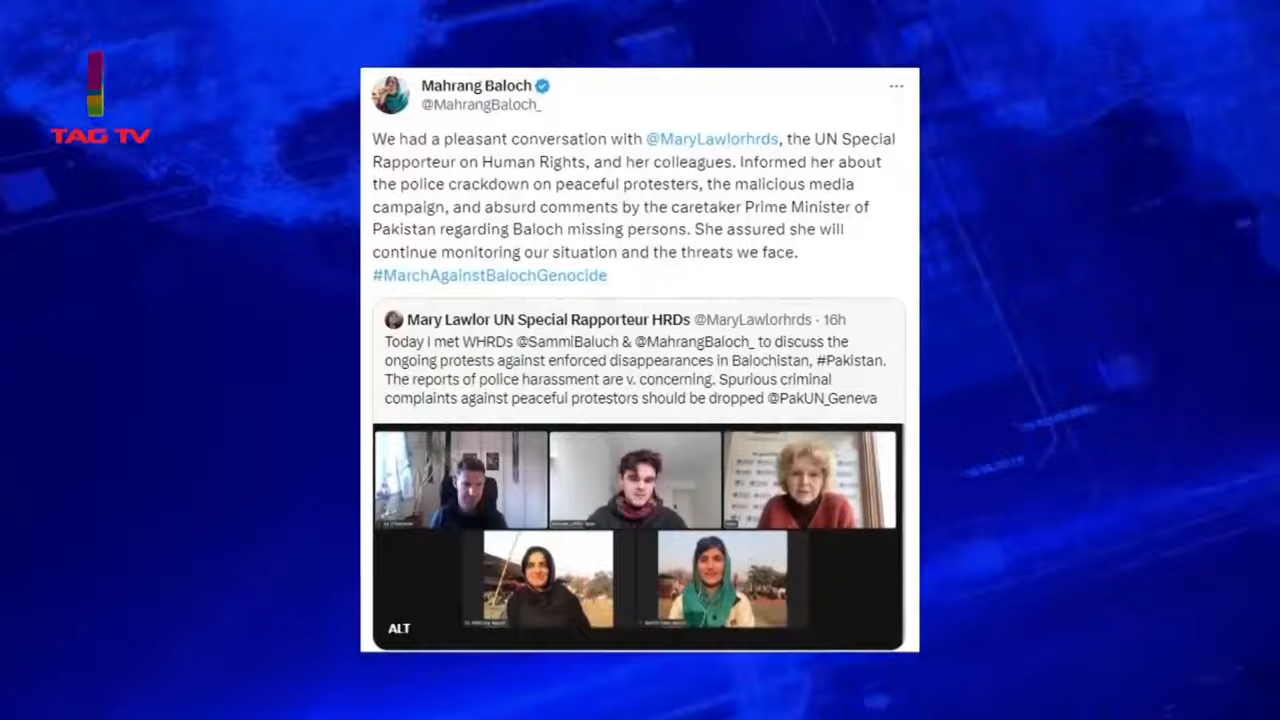 TAG TV
Mahrang Baloch
@MahrangBaloch_
We had a pleasant conversation with @MaryLawlorhrds, the UN Special
Rapporteur on Human Rights, and her colleagues. Informed her about
the police crackdown on peaceful protesters, the malicious media
campaign, and absurd comments by the caretaker Prime Minister of
Pakistan regarding Baloch missing persons. She assured she will
continue monitoring our situation and the threats we face.
#MarchAgainstBalochGenocide
Mary Lawlor UN Special Rapporteur HRDs @MaryLawlorhrds · 16h
Today I met WHRDs @SammiBaluch & @MahrangBaloch_ to discuss the
ongoing protests against enforced disappearances in Balochistan, #Pakistan.
The reports of police harassment are v. concerning. Spurious criminal
complaints against peaceful protestors should be dropped @PakUN_Geneva
ALT